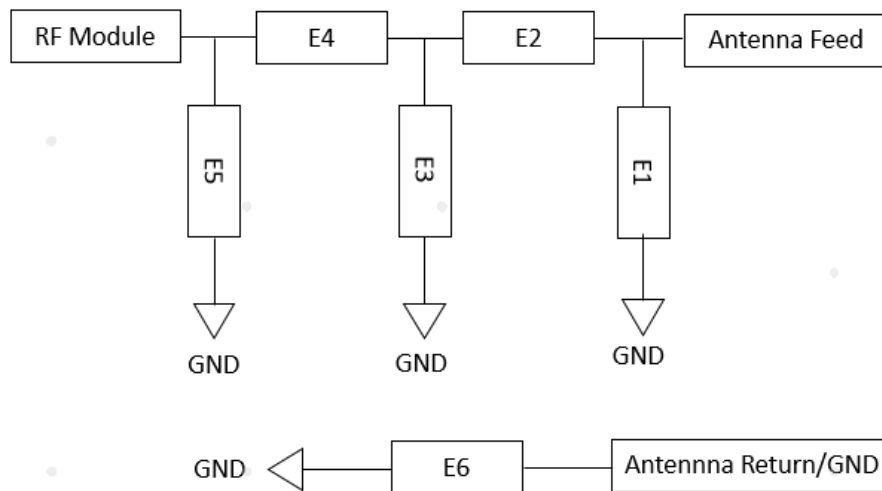 RF Module
E4
E2
Antenna Feed
E5
E3
E1
GND
GND
GND
GND
E6
Antennna Return/GND